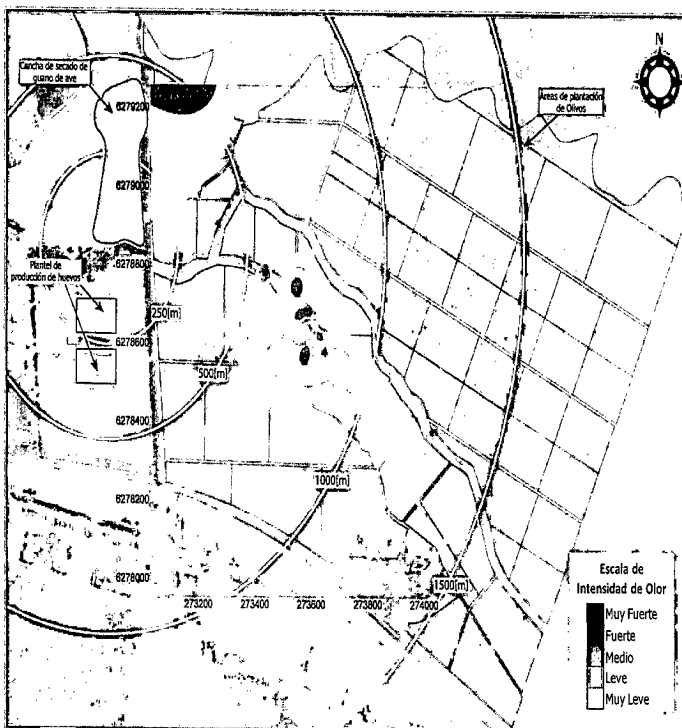 N
Cancha de secado de
guano de ave
Áreas de plantación
de Olivos
6279200
6279000
6278800
Plantel de
producción de huevos
250[m]
6278600
500[m]
6278400
1000[m]
6278200
6278000
1500[m]
273200 273400 273600 273800 274000
Escala de
Intensidad de Olor
Muy Fuerte
Fuerte
Medio
Leve
Muy Leve